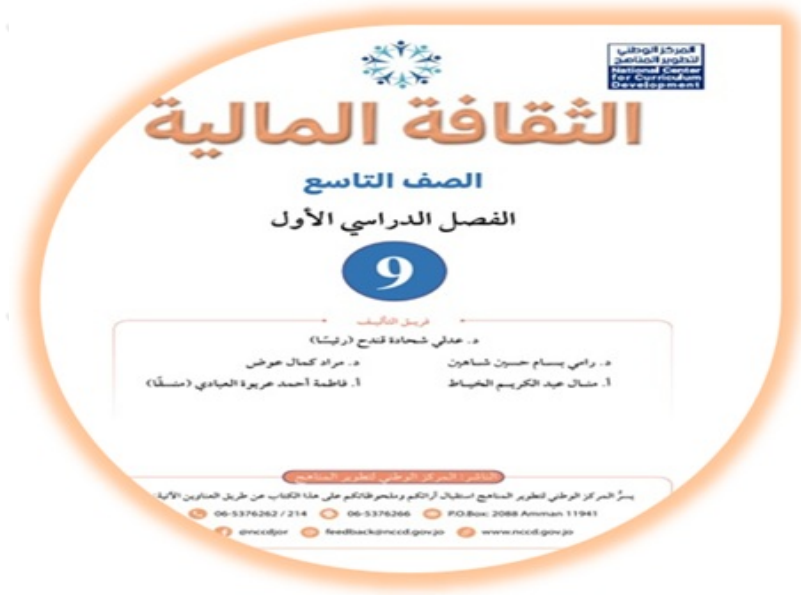 المركز الوطني
لتطوير المناهج
National Center
for Curriculum
Development
الثقافة المالية
الصف التاسع
الفصل الدراسي الأول
9
فريق التأليف
د. عدلي شحادة قندح (رئيسًا)
د. رامي بسام حسين شاهين د. مراد كمال عوض
أ. منال عبد الكريم الخياط أ. فاطمة أحمد عربوة العبادي (منسقًا)
الناشر: المركز الوطني لتطوير المناهج
يسرُّ المركز الوطني لتطوير المناهج استقبال آرائكم وملحوظاتكم على هذا الكتاب عن طريق العناوين الآتية:
06-5376262 / 214 06-5376266 P.O.Box: 2088 Amman 11941
@nccdjor feedback@nccd.gov.jo www.nccd.gov.jo